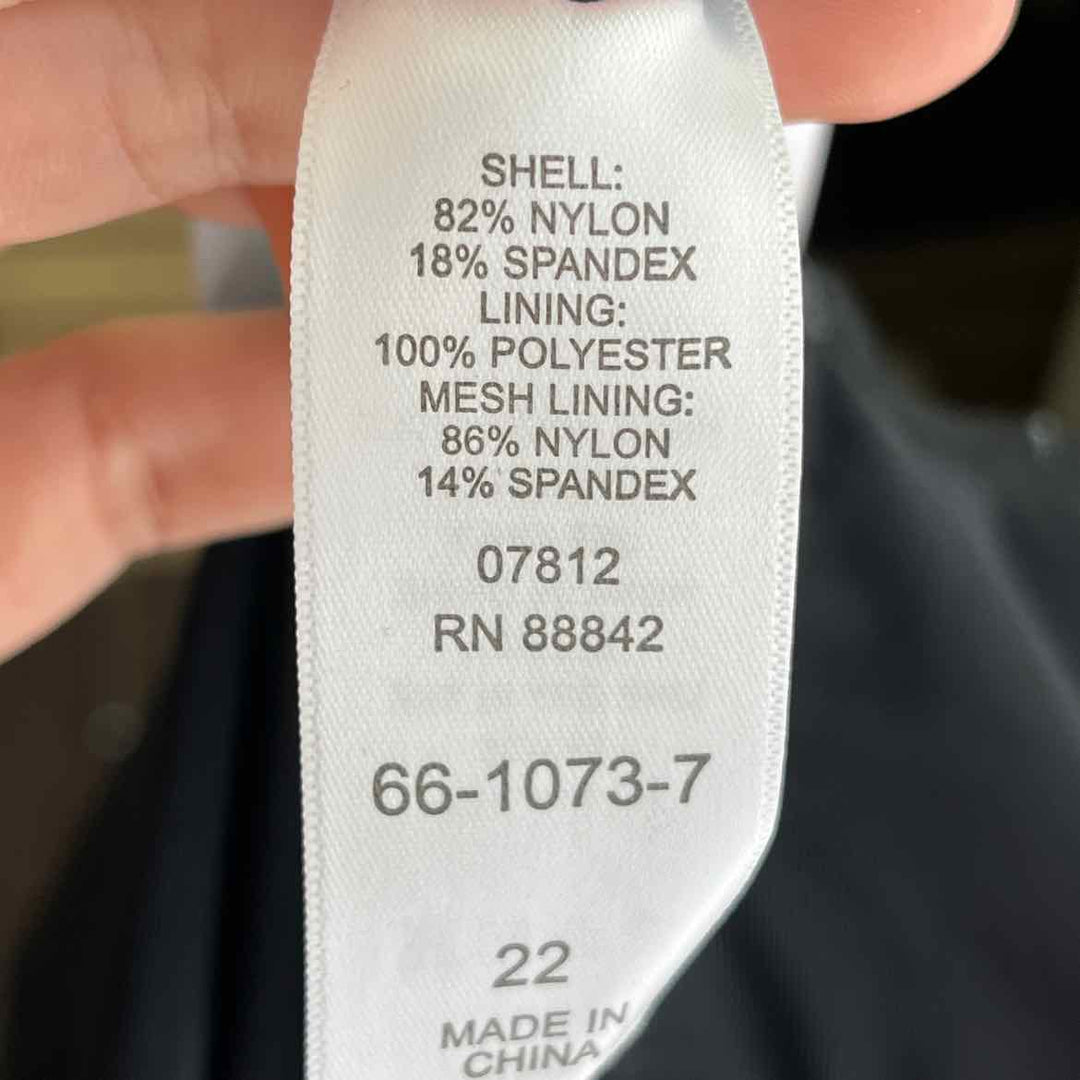 SHELL:
82% NYLON
18% SPANDEX
LINING:
100% POLYESTER
MESH LINING:
86% NYLON
14% SPANDEX
07812
RN 88842
66-1073-7
22
MADE IN
CHINA